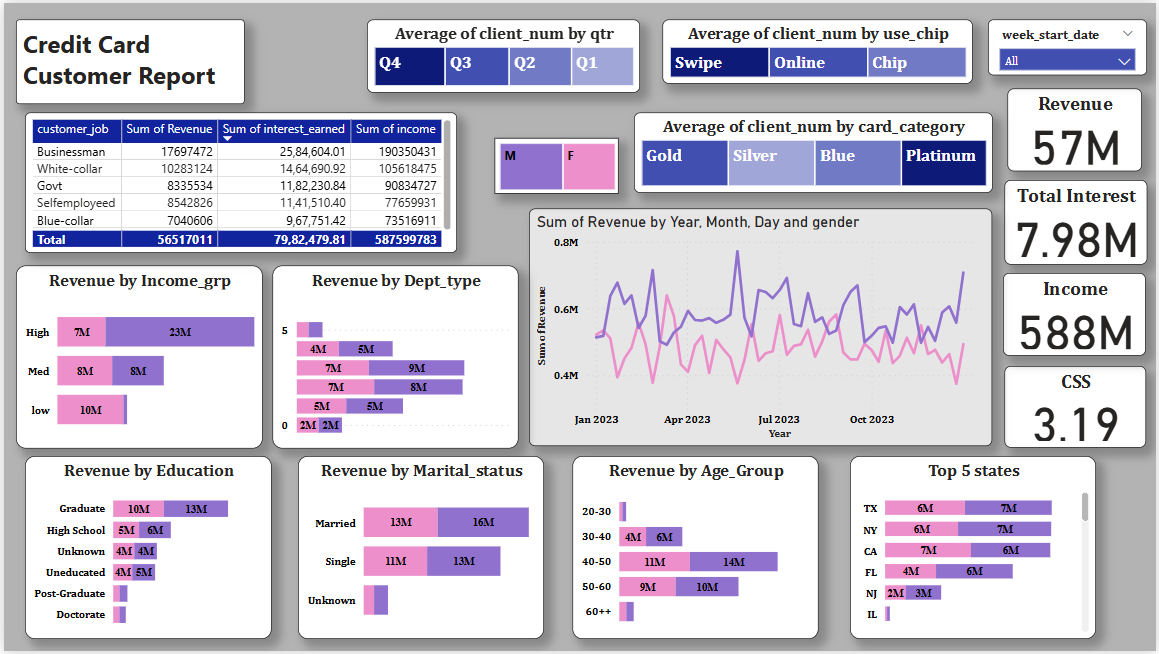 Credit Card
Customer Report
Average of client_num by qtr
Q4 Q3 Q2 Q1
Average of client_num by use_chip
Swipe Online Chip
week_start_date
All
customer_job Sum of Revenue Sum of interest_earned Sum of income
Businessman 17697472 25,84,604.01 190350431
White-collar 10283124 14,64,690.92 105618475
Govt 8335534 11,82,230.84 90834727
Selfemployeed 8542826 11,41,510.40 77659931
Blue-collar 7040606 9,67,751.42 73516911
Total 56517011 79,82,479.81 587599783
M F
Average of client_num by card_category
Gold Silver Blue Platinum
Revenue
57M
Total Interest
7.98M
Income
588M
CSS
3.19
Revenue by Income_grp
High 7M 23M
Med 8M 8M
low 10M
Revenue by Dept_type
5
4M 5M
7M 9M
7M 8M
5M 5M
0 2M 2M
Sum of Revenue by Year, Month, Day and gender
Sum of Revenue
0.8M
0.6M
0.4M
Jan 2023 Apr 2023 Jul 2023 Oct 2023
Year
Revenue by Education
Graduate 10M 13M
High School 5M 6M
Unknown 4M 4M
Uneducated 4M 5M
Post-Graduate
Doctorate
Revenue by Marital_status
Married 13M 16M
Single 11M 13M
Unknown
Revenue by Age_Group
20-30
30-40 4M 6M
40-50 11M 14M
50-60 9M 10M
60++
Top 5 states
TX 6M 7M
NY 6M 7M
CA 7M 6M
FL 4M 6M
NJ 2M 3M
IL